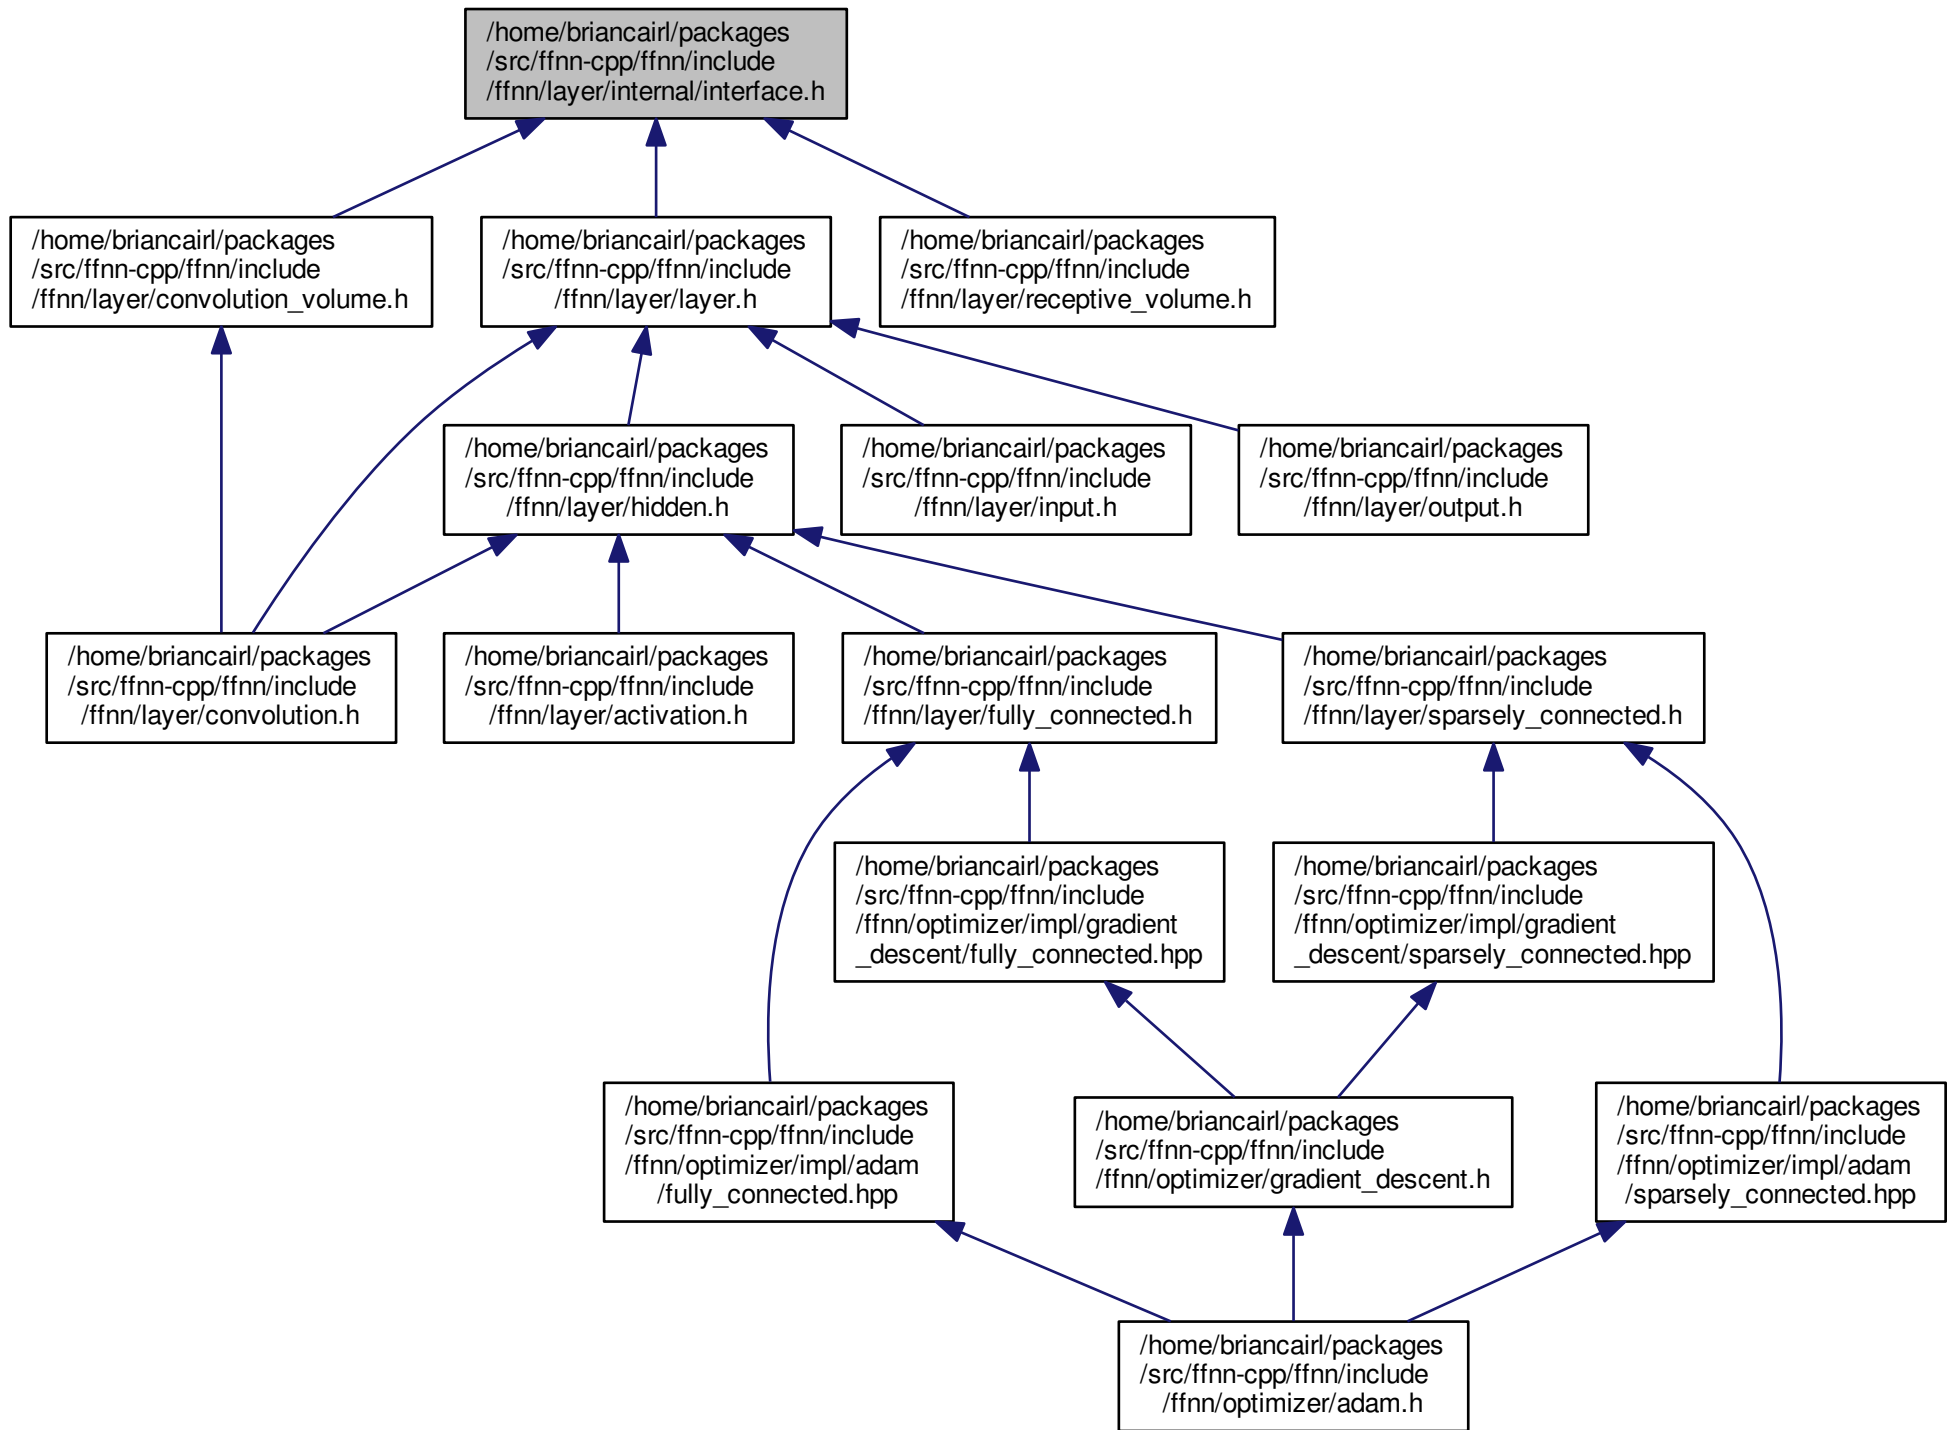 /home/briancairl/packages
/src/ffnn-cpp/ffnn/include
/ffnn/layer/internal/interface.h
/home/briancairl/packages
/src/ffnn-cpp/ffnn/include
/ffnn/layer/convolution_volume.h
/home/briancairl/packages
/src/ffnn-cpp/ffnn/include
/ffnn/layer/layer.h
/home/briancairl/packages
/src/ffnn-cpp/ffnn/include
/ffnn/layer/receptive_volume.h
/home/briancairl/packages
/src/ffnn-cpp/ffnn/include
/ffnn/layer/hidden.h
/home/briancairl/packages
/src/ffnn-cpp/ffnn/include
/ffnn/layer/input.h
/home/briancairl/packages
/src/ffnn-cpp/ffnn/include
/ffnn/layer/output.h
/home/briancairl/packages
/src/ffnn-cpp/ffnn/include
/ffnn/layer/convolution.h
/home/briancairl/packages
/src/ffnn-cpp/ffnn/include
/ffnn/layer/activation.h
/home/briancairl/packages
/src/ffnn-cpp/ffnn/include
/ffnn/layer/fully_connected.h
/home/briancairl/packages
/src/ffnn-cpp/ffnn/include
/ffnn/layer/sparsely_connected.h
/home/briancairl/packages
/src/ffnn-cpp/ffnn/include
/ffnn/optimizer/impl/gradient
_descent/fully_connected.hpp
/home/briancairl/packages
/src/ffnn-cpp/ffnn/include
/ffnn/optimizer/impl/gradient
_descent/sparsely_connected.hpp
/home/briancairl/packages
/src/ffnn-cpp/ffnn/include
/ffnn/optimizer/impl/adam
/fully_connected.hpp
/home/briancairl/packages
/src/ffnn-cpp/ffnn/include
/ffnn/optimizer/gradient_descent.h
/home/briancairl/packages
/src/ffnn-cpp/ffnn/include
/ffnn/optimizer/impl/adam
/sparsely_connected.hpp
/home/briancairl/packages
/src/ffnn-cpp/ffnn/include
/ffnn/optimizer/adam.h